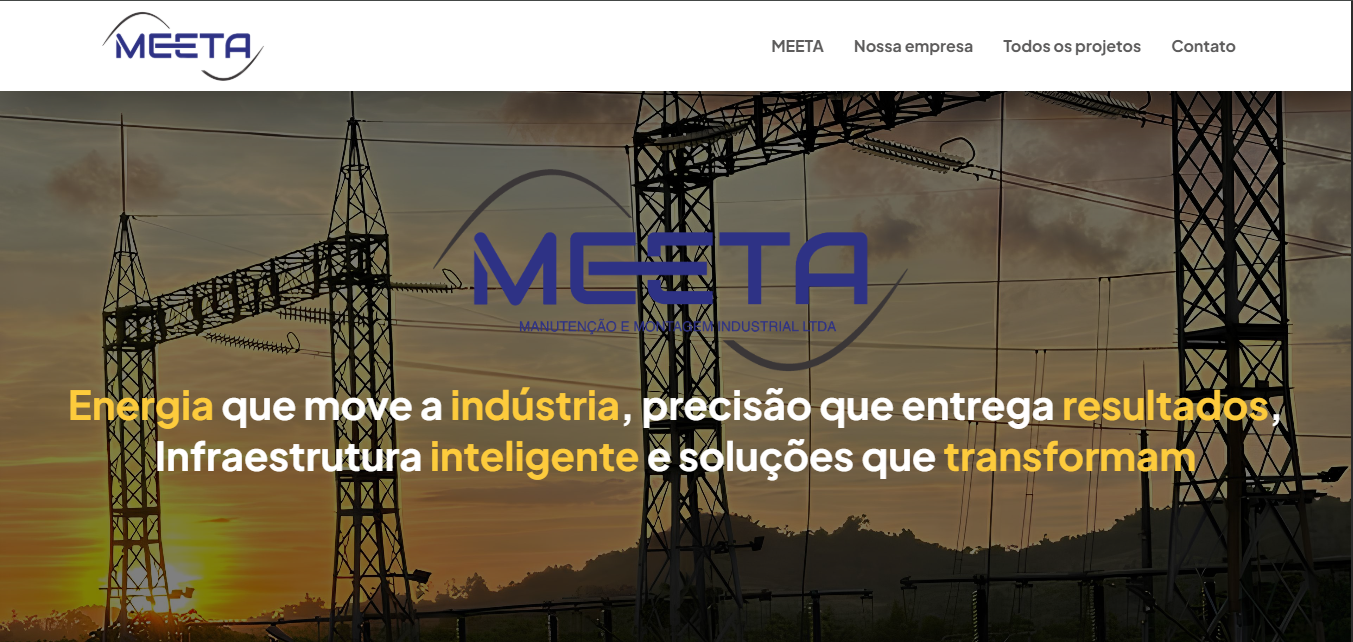 MEETA
MEETA Nossa empresa Todos os projetos Contato
MEETA
MANUTENÇÃO E MONTAGEM INDUSTRIAL LTDA
Energia que move a indústria, precisão que entrega resultados,
Infraestrutura inteligente e soluções que transformam